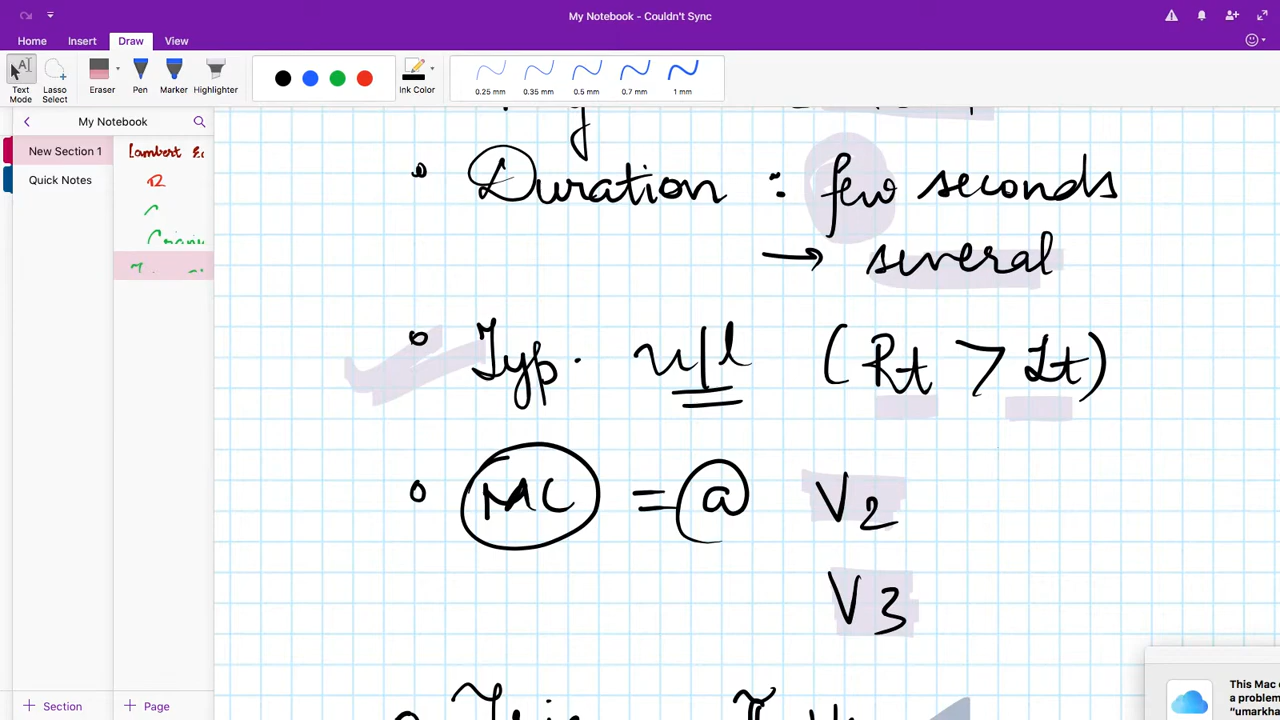 My Notebook - Couldn't Sync
Home Insert Draw View
Text Mode
Lasso Select
Eraser
Pen
Marker
Highlighter
Ink Color
0.25 mm
0.35 mm
0.5 mm
0.7 mm
1 mm
My Notebook
New Section 1
Quick Notes
Lambert
• Duration : few seconds
→ several
• Typ. u/l (Rt > Lt)
• MC = @ V2
V3
+ Section
+ Page
This Mac
a problem
"umarkha